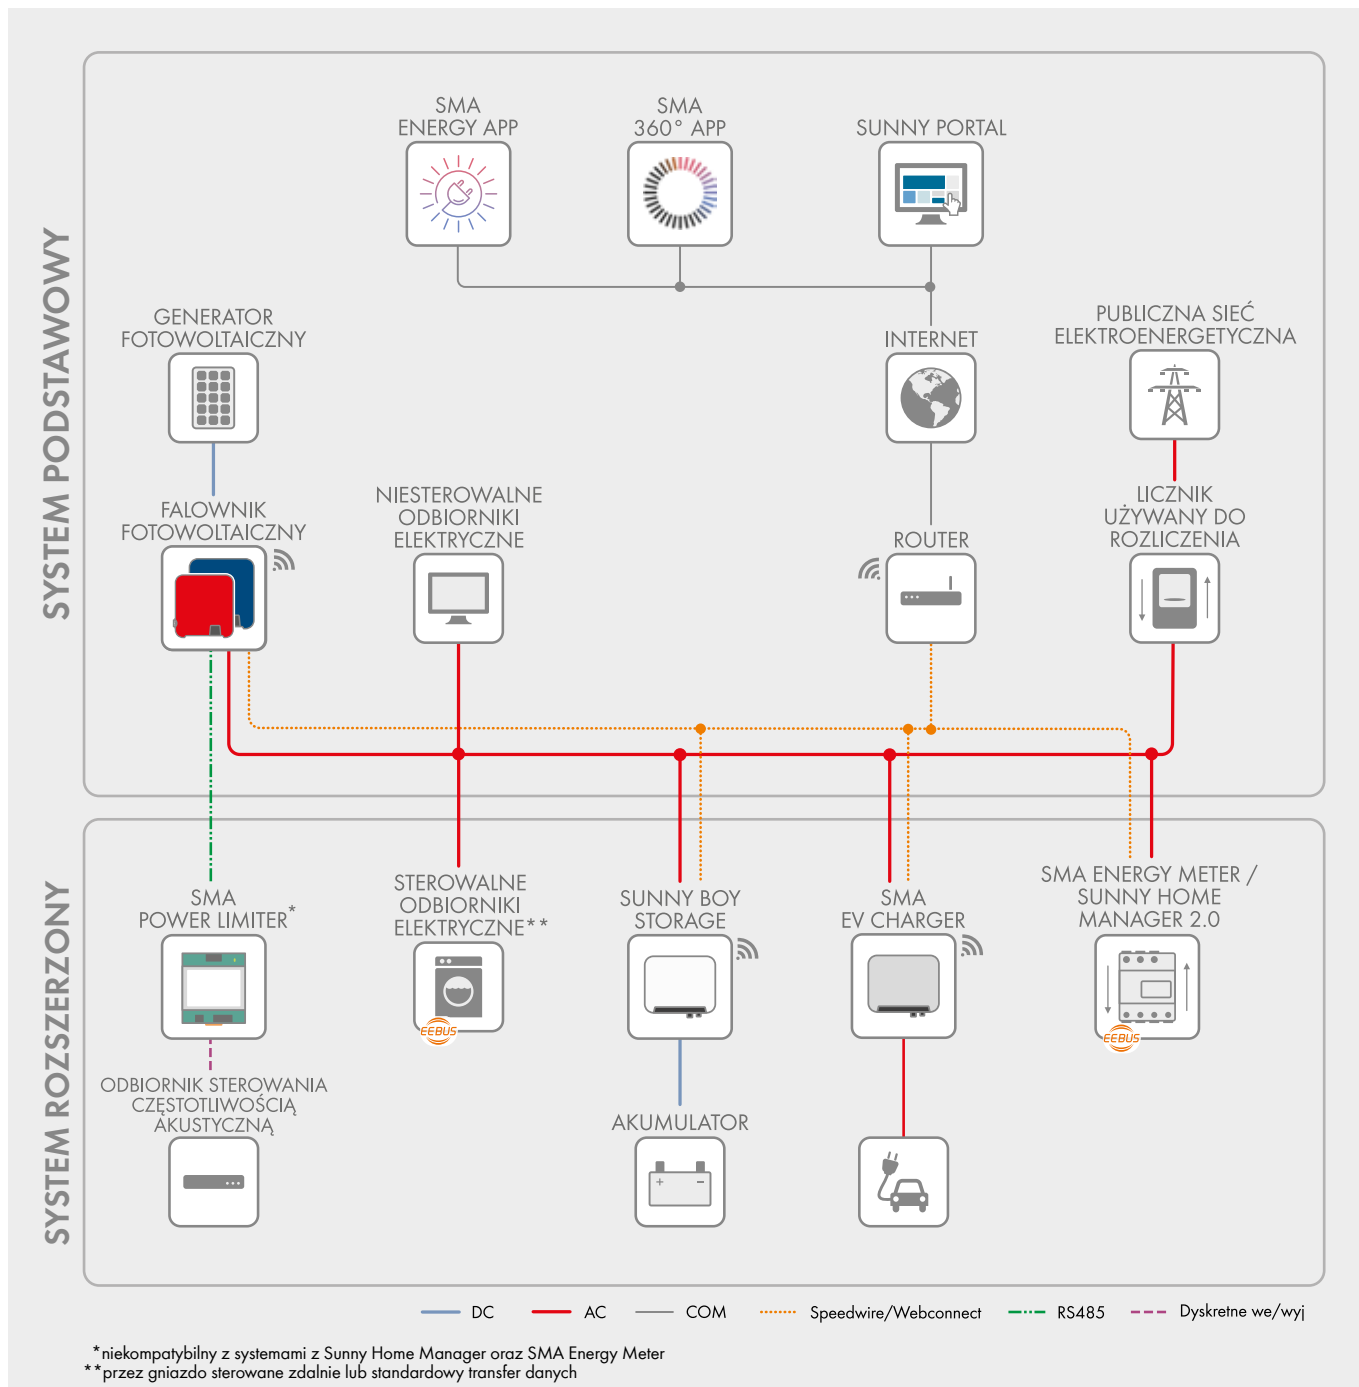 SYSTEM PODSTAWOWY
SMA
ENERGY APP
SMA
360° APP
SUNNY PORTAL
GENERATOR
FOTOWOLTAICZNY
INTERNET
PUBLICZNA SIEĆ
ELEKTROENERGETYCZNA
FALOWNIK
FOTOWOLTAICZNY
NIESTEROWALNE
ODBIORNIKI
ELEKTRYCZNE
ROUTER
LICZNIK
UŻYWANY DO
ROZLICZENIA
SYSTEM ROZSZERZONY
SMA
POWER LIMITER*
STEROWALNE
ODBIORNIKI
ELEKTRYCZNE**
EEBUS
SUNNY BOY
STORAGE
SMA
EV CHARGER
SMA ENERGY METER /
SUNNY HOME
MANAGER 2.0
EEBUS
ODBIORNIK STEROWANIA
CZĘSTOTLIWOŚCIĄ
AKUSTYCZNĄ
AKUMULATOR
+ −
DC AC COM Speedwire/Webconnect RS485 Dyskretne we/wyj
*niekompatybilny z systemami z Sunny Home Manager oraz SMA Energy Meter
**przez gniazdo sterowane zdalnie lub standardowy transfer danych